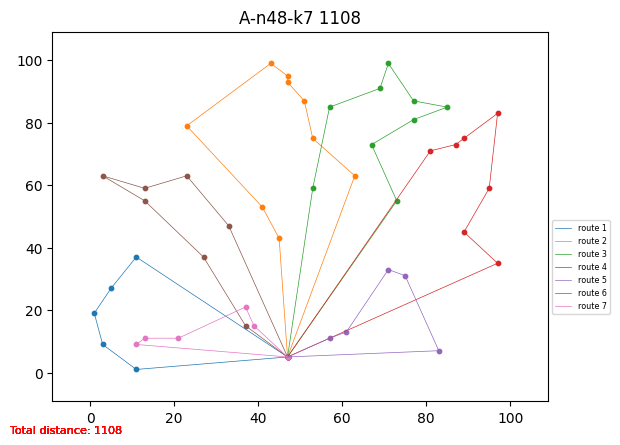 A-n48-k7 1108
100
80
60
40
20
0
0 20 40 60 80 100
route 1
route 2
route 3
route 4
route 5
route 6
route 7
Total distance: 1108